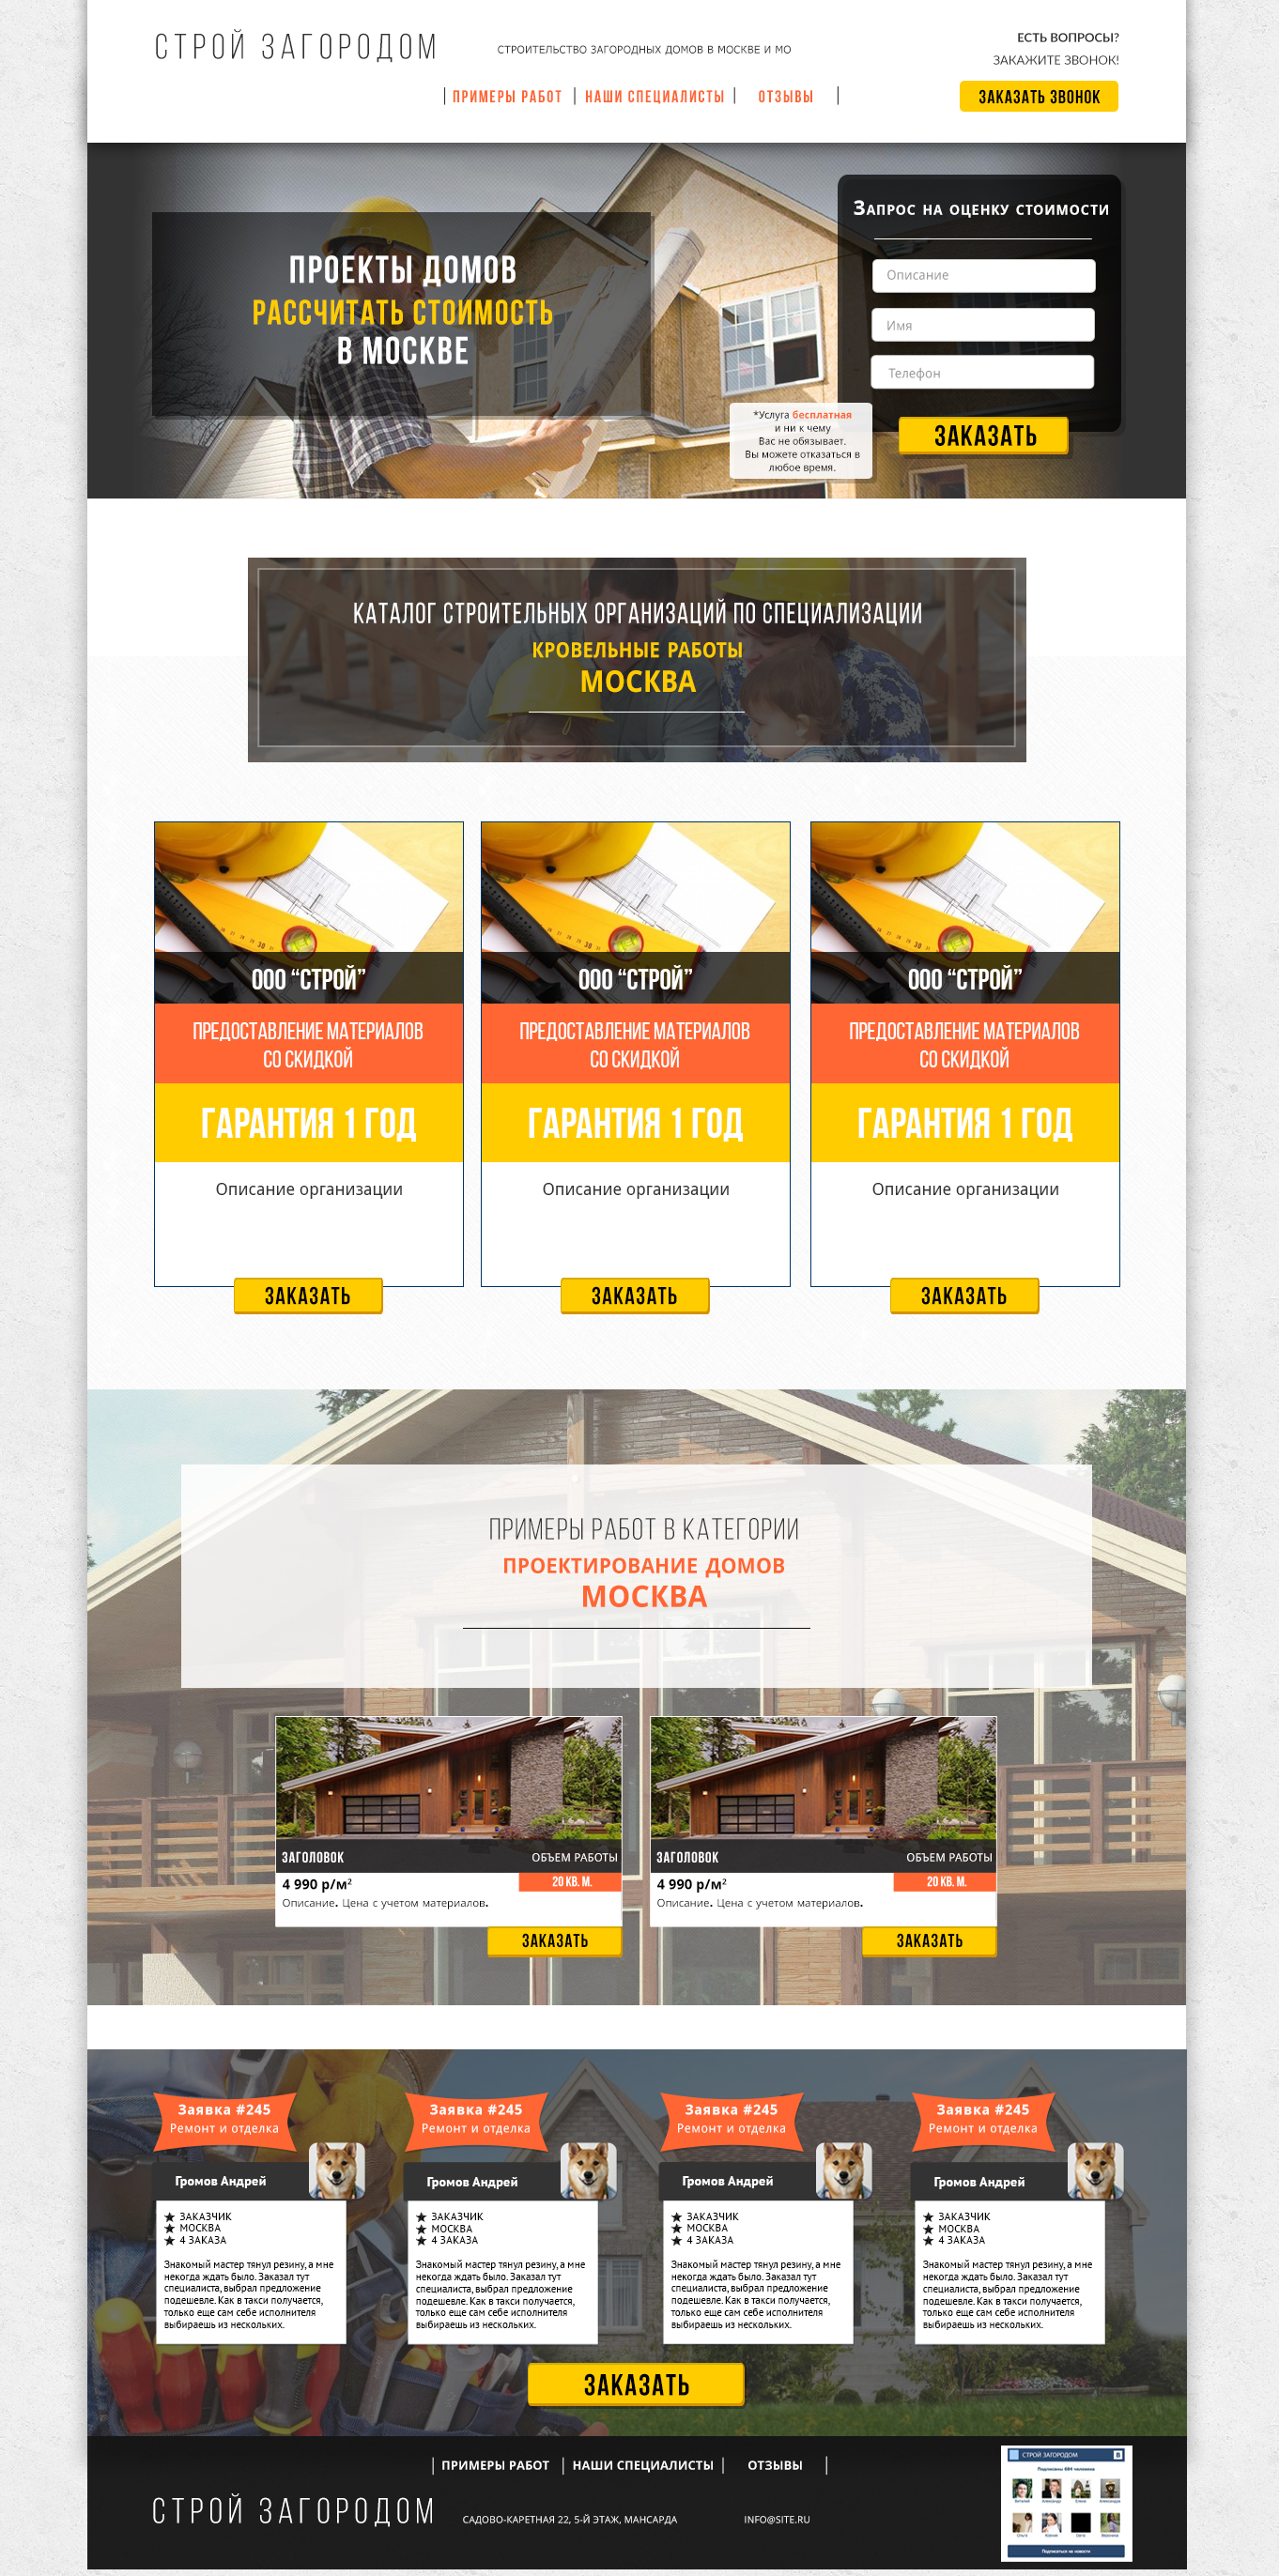 СТРОЙ ЗАГОРОДОМ
СТРОИТЕЛЬСТВО ЗАГОРОДНЫХ ДОМОВ В МОСКВЕ И МО
ЕСТЬ ВОПРОСЫ?
ЗАКАЖИТЕ ЗВОНОК!
ЗАКАЗАТЬ ЗВОНОК
ПРИМЕРЫ РАБОТ
НАШИ СПЕЦИАЛИСТЫ
ОТЗЫВЫ
ПРОЕКТЫ ДОМОВ
РАССЧИТАТЬ СТОИМОСТЬ
В МОСКВЕ
Запрос на оценку стоимости
Описание
Имя
Телефон
*Услуга бесплатная
и ни к чему
Вас не обязывает.
Вы можете отказаться в
любое время.
ЗАКАЗАТЬ
КАТАЛОГ СТРОИТЕЛЬНЫХ ОРГАНИЗАЦИЙ ПО СПЕЦИАЛИЗАЦИИ
КРОВЕЛЬНЫЕ РАБОТЫ
МОСКВА
ООО “СТРОЙ”
ПРЕДОСТАВЛЕНИЕ МАТЕРИАЛОВ
СО СКИДКОЙ
ГАРАНТИЯ 1 ГОД
Описание организации
ЗАКАЗАТЬ
ООО “СТРОЙ”
ПРЕДОСТАВЛЕНИЕ МАТЕРИАЛОВ
СО СКИДКОЙ
ГАРАНТИЯ 1 ГОД
Описание организации
ЗАКАЗАТЬ
ООО “СТРОЙ”
ПРЕДОСТАВЛЕНИЕ МАТЕРИАЛОВ
СО СКИДКОЙ
ГАРАНТИЯ 1 ГОД
Описание организации
ЗАКАЗАТЬ
ПРИМЕРЫ РАБОТ В КАТЕГОРИИ
ПРОЕКТИРОВАНИЕ ДОМОВ
МОСКВА
ЗАГОЛОВОК
ОБЪЕМ РАБОТЫ
4 990 р/м²
20 КВ. М.
Описание. Цена с учетом материалов.
ЗАКАЗАТЬ
ЗАГОЛОВОК
ОБЪЕМ РАБОТЫ
4 990 р/м²
20 КВ. М.
Описание. Цена с учетом материалов.
ЗАКАЗАТЬ
Заявка #245
Ремонт и отделка
Громов Андрей
ЗАКАЗЧИК
МОСКВА
4 ЗАКАЗА
Знакомый мастер тянул резину, а мне
некогда ждать было. Заказал тут
специалиста, выбрал предложение
подешевле. Как в такси получается,
только еще сам себе исполнителя
выбираешь из нескольких.
Заявка #245
Ремонт и отделка
Громов Андрей
ЗАКАЗЧИК
МОСКВА
4 ЗАКАЗА
Знакомый мастер тянул резину, а мне
некогда ждать было. Заказал тут
специалиста, выбрал предложение
подешевле. Как в такси получается,
только еще сам себе исполнителя
выбираешь из нескольких.
Заявка #245
Ремонт и отделка
Громов Андрей
ЗАКАЗЧИК
МОСКВА
4 ЗАКАЗА
Знакомый мастер тянул резину, а мне
некогда ждать было. Заказал тут
специалиста, выбрал предложение
подешевле. Как в такси получается,
только еще сам себе исполнителя
выбираешь из нескольких.
Заявка #245
Ремонт и отделка
Громов Андрей
ЗАКАЗЧИК
МОСКВА
4 ЗАКАЗА
Знакомый мастер тянул резину, а мне
некогда ждать было. Заказал тут
специалиста, выбрал предложение
подешевле. Как в такси получается,
только еще сам себе исполнителя
выбираешь из нескольких.
ЗАКАЗАТЬ
ПРИМЕРЫ РАБОТ
НАШИ СПЕЦИАЛИСТЫ
ОТЗЫВЫ
СТРОЙ ЗАГОРОДОМ
САДОВО-КАРЕТНАЯ 22, 5-Й ЭТАЖ, МАНСАРДА
INFO@SITE.RU
СТРОЙ ЗАГОРОДОМ
Подписаны 484 человека
Подписаться на новости